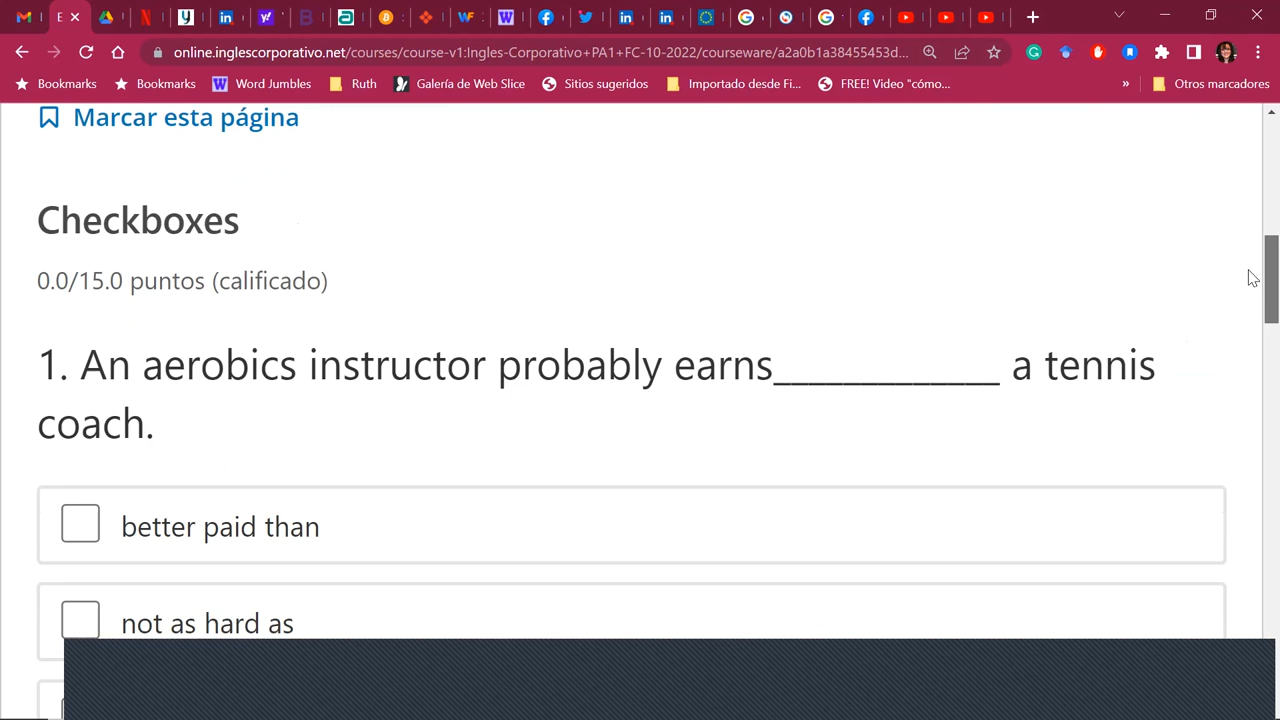 E
online.inglescorporativo.net/courses/course-v1:Ingles-Corporativo+PA1+FC-10-2022/courseware/a2a0b1a38455453d...
Bookmarks
Bookmarks
Word Jumbles
Ruth
Galería de Web Slice
Sitios sugeridos
Importado desde Fi...
FREE! Video "cómo...
»
Otros marcadores
Marcar esta página
Checkboxes
0.0/15.0 puntos (calificado)
1. An aerobics instructor probably earns_____________ a tennis
coach.
better paid than
not as hard as